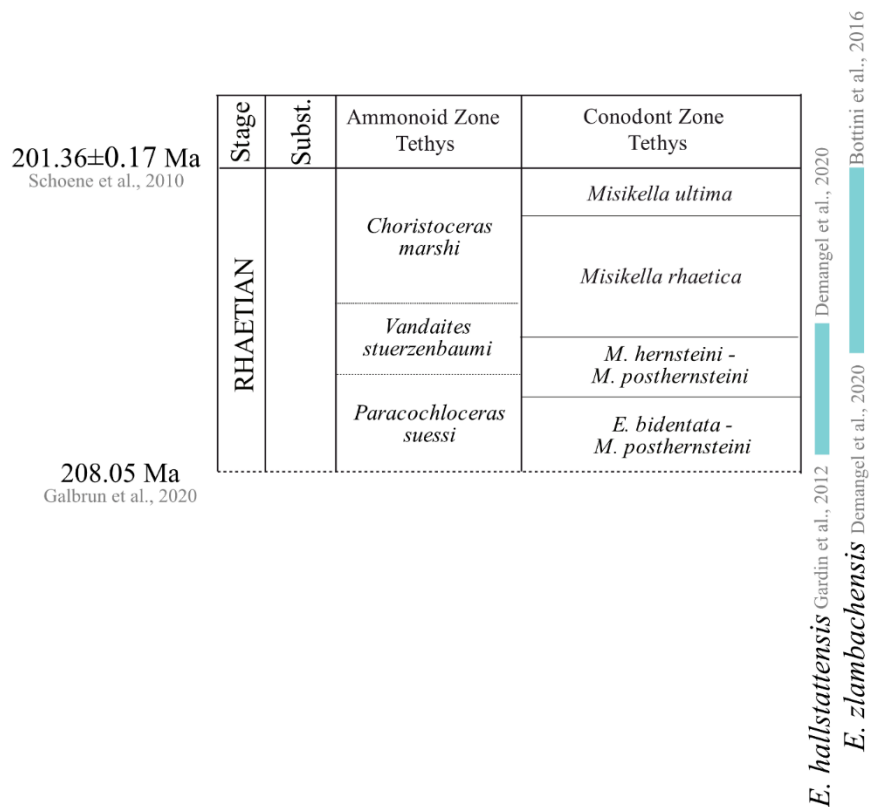 Stage
Subst.
Ammonoid Zone
Tethys
Conodont Zone
Tethys
201.36±0.17 Ma
Schoene et al., 2010
RHAETIAN
Choristoceras
marshi
Vandaites
stuerzenbaumi
Paracochloceras
suessi
Misikella ultima
Misikella rhaetica
M. hernsteini -
M. posthernsteini
E. bidentata -
M. posthernsteini
208.05 Ma
Galbrun et al., 2020
E. hallstattensis Gardin et al., 2012
Demangel et al., 2020
E. zlambachensis Demangel et al., 2020
Bottini et al., 2016